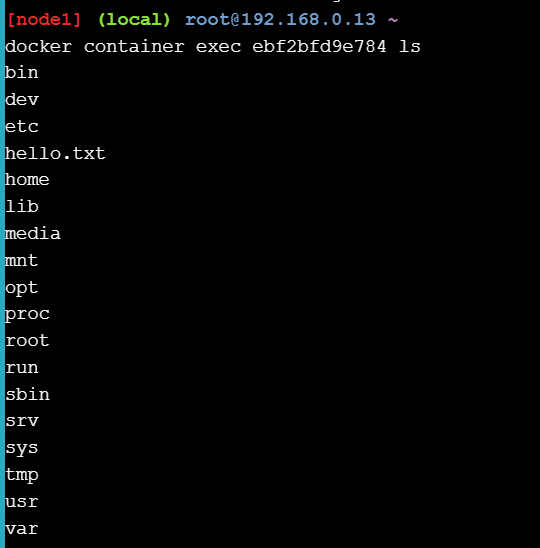 [node1] (local) root@192.168.0.13 ~
docker container exec ebf2bfd9e784 ls
bin
dev
etc
hello.txt
home
lib
media
mnt
opt
proc
root
run
sbin
srv
sys
tmp
usr
var